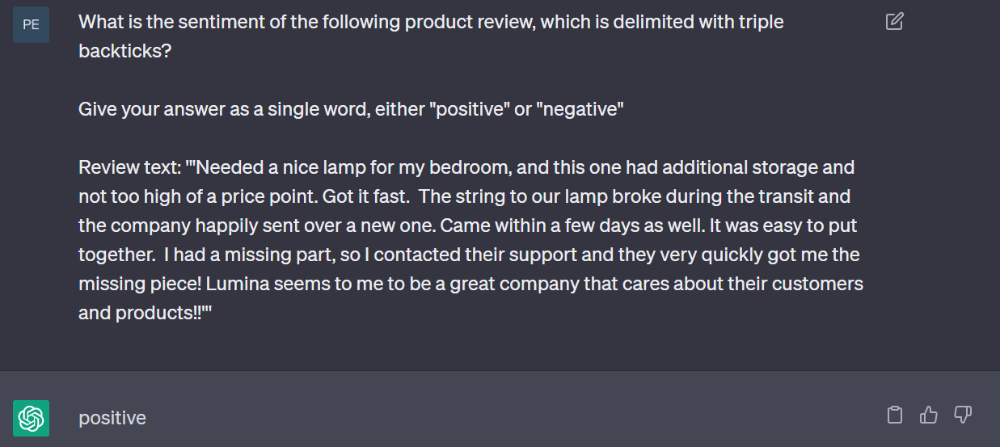 PE
What is the sentiment of the following product review, which is delimited with triple
backticks?
Give your answer as a single word, either "positive" or "negative"
Review text: '''Needed a nice lamp for my bedroom, and this one had additional storage and
not too high of a price point. Got it fast.  The string to our lamp broke during the transit and
the company happily sent over a new one. Came within a few days as well. It was easy to put
together.  I had a missing part, so I contacted their support and they very quickly got me the
missing piece! Lumina seems to me to be a great company that cares about their customers
and products!!'''
positive